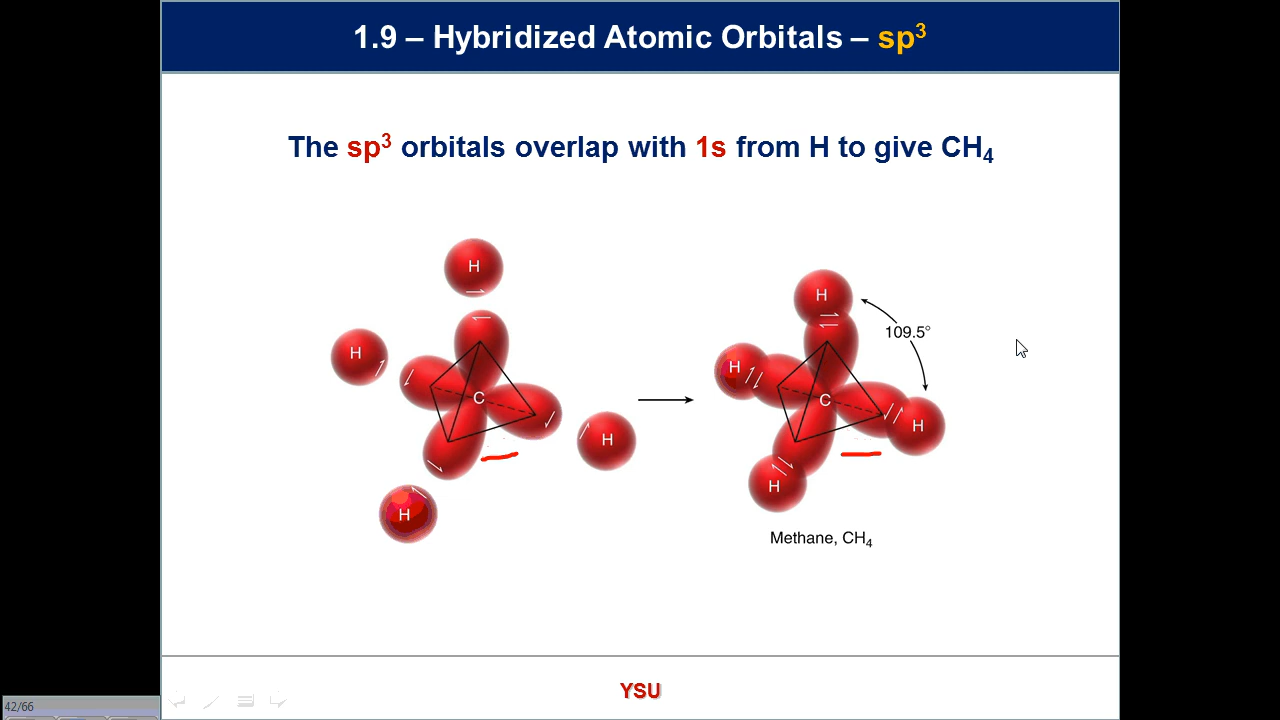 1.9 – Hybridized Atomic Orbitals – sp³
The sp³ orbitals overlap with 1s from H to give CH₄
H
H
C
H
H
H
109.5°
H
C
H
H
Methane, CH₄
YSU
42/66